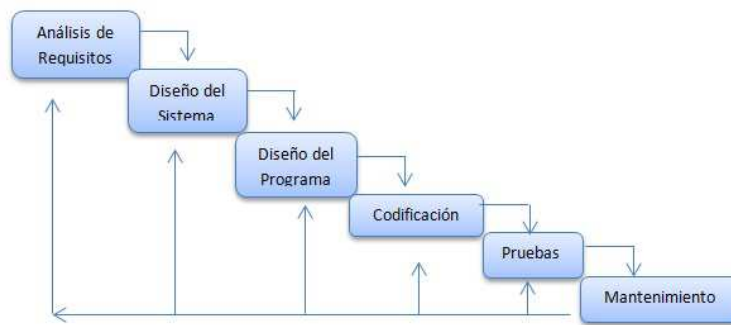 Análisis de
Requisitos
Diseño del
Sistema
Diseño del
Programa
Codificación
Pruebas
Mantenimiento